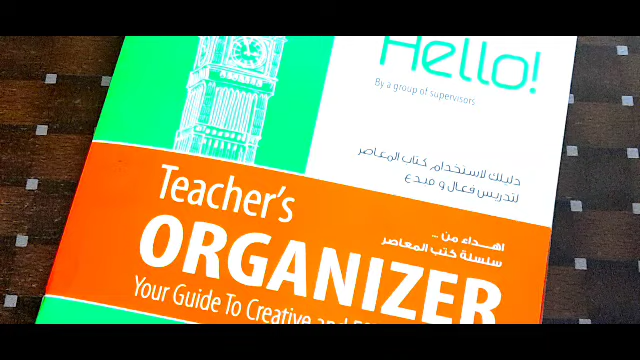 Hello!
By a group of supervisors
دليلك لاستخدام كتاب المعاصر
لتدريس فعال و مبدع
Teacher's
ORGANIZER
اهداء من ...
سلسلة كتب المعاصر
Your Guide To Creative and